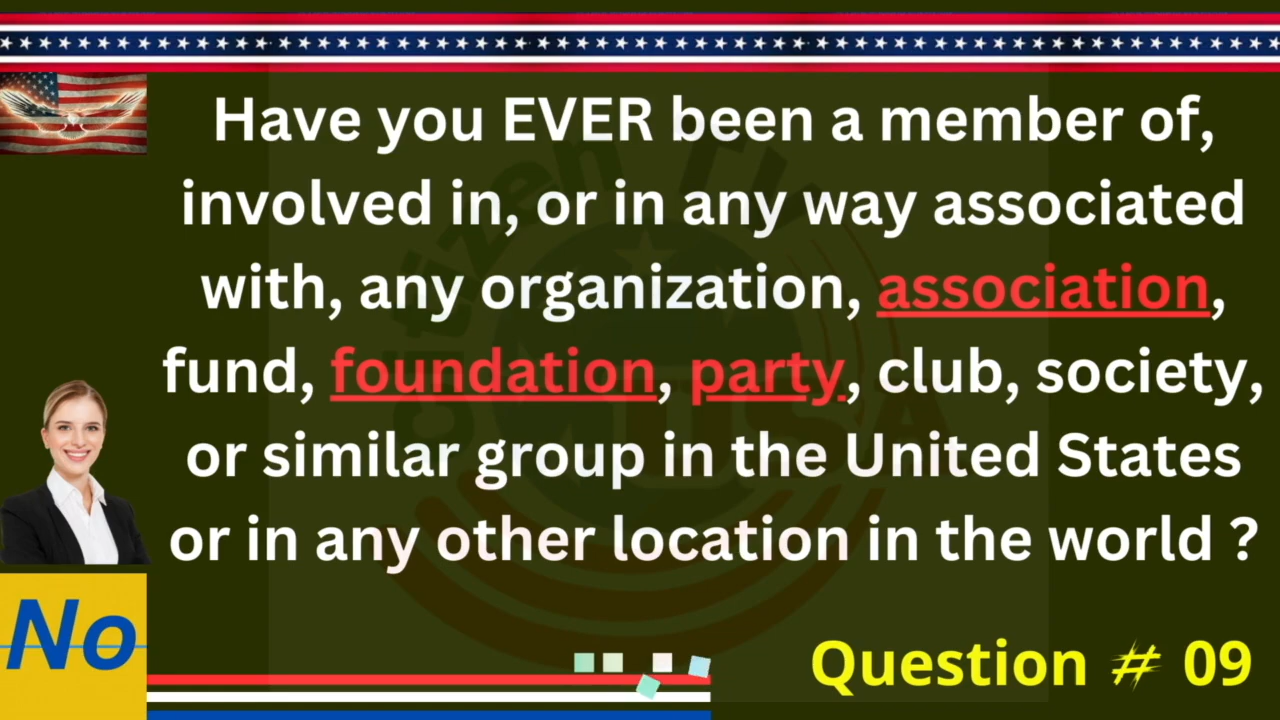 Have you EVER been a member of,
involved in, or in any way associated
with, any organization, association,
fund, foundation, party, club, society,
or similar group in the United States
or in any other location in the world ?
No
Question # 09